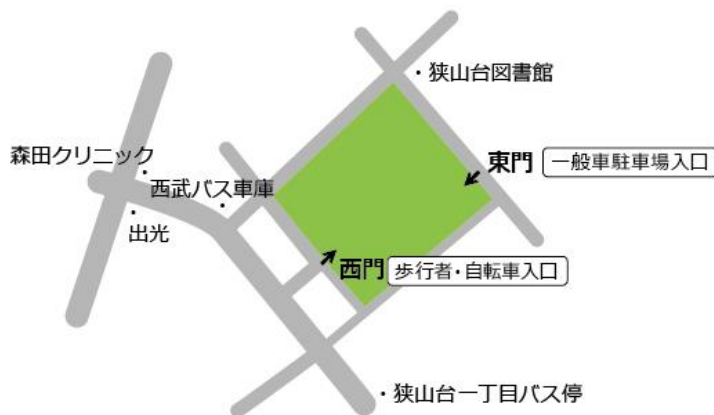 ・狭山台図書館
森田クリニック
東門 一般車駐車場入口
西武バス車庫
出光
西門 歩行者・自転車入口
・狭山台一丁目バス停